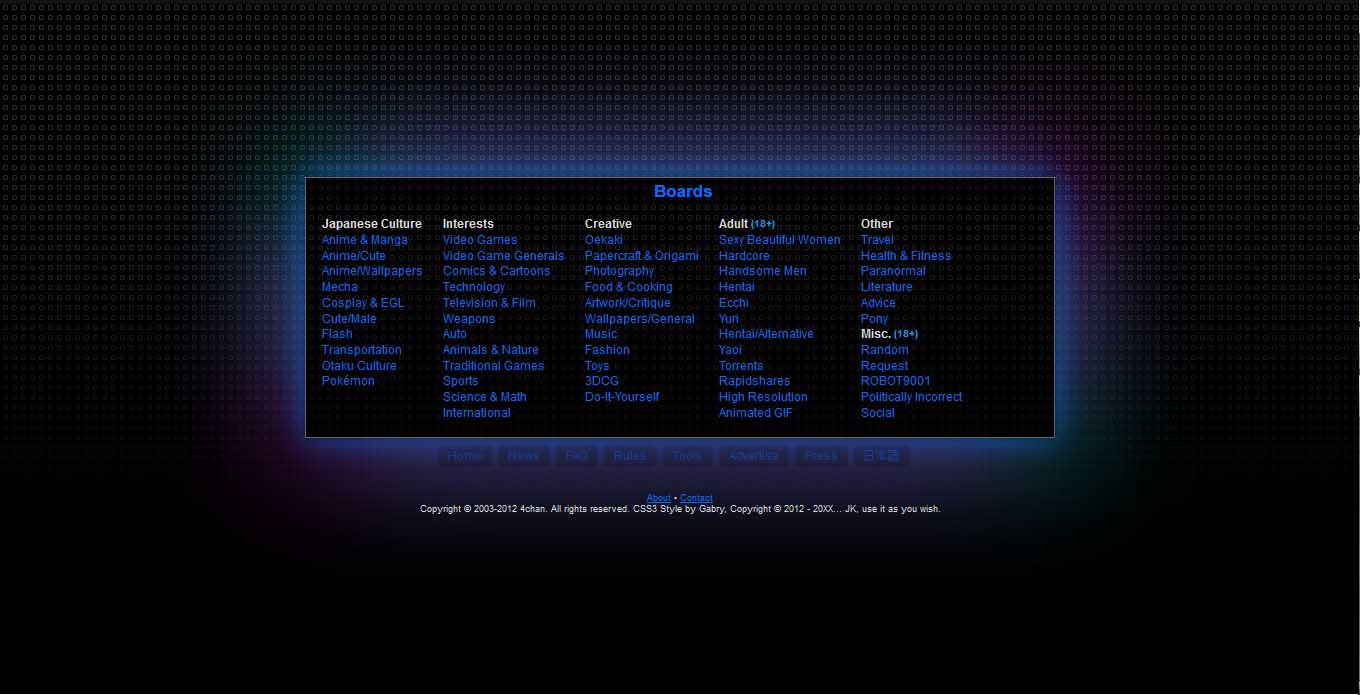 Boards
Japanese Culture
Anime & Manga
Anime/Cute
Anime/Wallpapers
Mecha
Cosplay & EGL
Cute/Male
Flash
Transportation
Otaku Culture
Pokémon
Interests
Video Games
Video Game Generals
Comics & Cartoons
Technology
Television & Film
Weapons
Auto
Animals & Nature
Traditional Games
Sports
Science & Math
International
Creative
Oekaki
Papercraft & Origami
Photography
Food & Cooking
Artwork/Critique
Wallpapers/General
Music
Fashion
Toys
3DCG
Do-It-Yourself
Adult (18+)
Sexy Beautiful Women
Hardcore
Handsome Men
Hentai
Ecchi
Yuri
Hentai/Alternative
Yaoi
Torrents
Rapidshares
High Resolution
Animated GIF
Other
Travel
Health & Fitness
Paranormal
Literature
Advice
Pony
Misc. (18+)
Random
Request
ROBOT9001
Politically Incorrect
Social
Home News FAQ Rules Tools Advertise Press 日本語
About • Contact
Copyright © 2003-2012 4chan. All rights reserved. CSS3 Style by Gabry, Copyright © 2012 - 20XX... JK, use it as you wish.